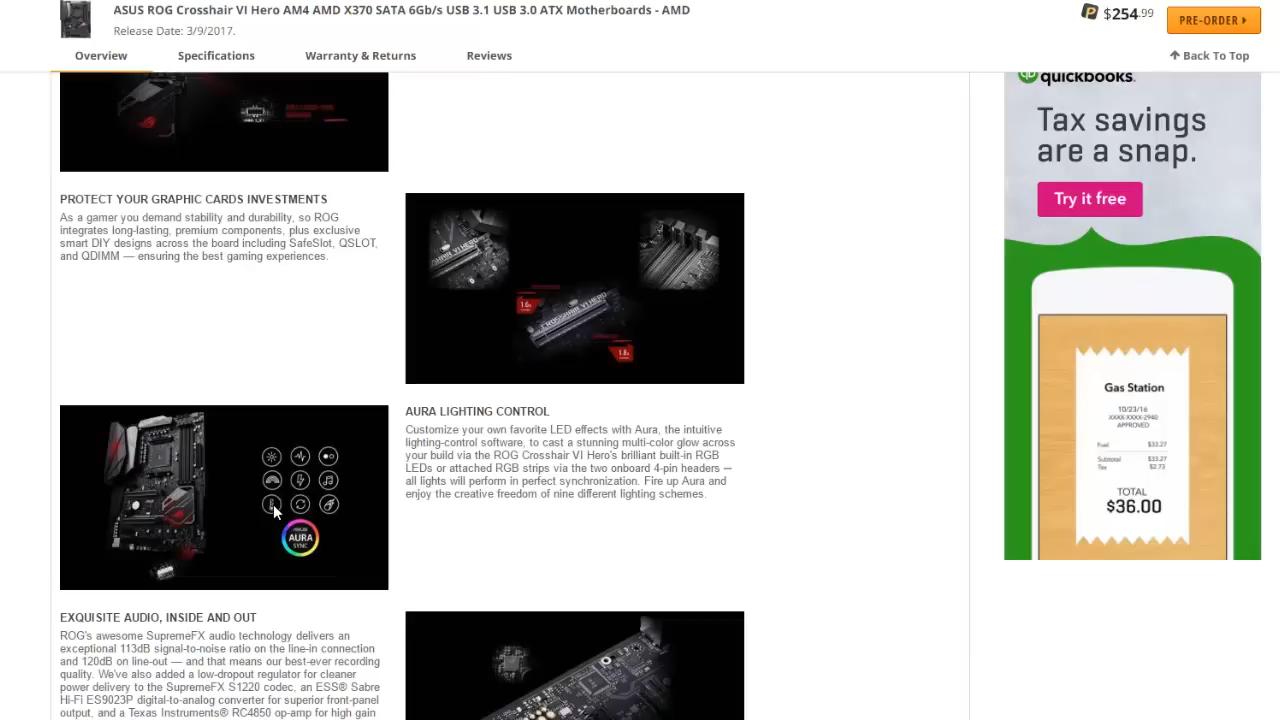 ASUS ROG Crosshair VI Hero AM4 AMD X370 SATA 6Gb/s USB 3.1 USB 3.0 ATX Motherboards - AMD
Release Date: 3/9/2017.
$254.99
PRE-ORDER
Overview
Specifications
Warranty & Returns
Reviews
Back To Top
PROTECT YOUR GRAPHIC CARDS INVESTMENTS
As a gamer you demand stability and durability, so ROG
integrates long-lasting, premium components, plus exclusive
smart DIY designs across the board including SafeSlot, QSLOT,
and QDIMM — ensuring the best gaming experiences.
CROSSHAIR VI HERO
1.6x
1.8x
AURA LIGHTING CONTROL
Customize your own favorite LED effects with Aura, the intuitive
lighting-control software, to cast a stunning multi-color glow across
your build via the ROG Crosshair VI Hero's brilliant built-in RGB
LEDs or attached RGB strips via the two onboard 4-pin headers —
all lights will perform in perfect synchronization. Fire up Aura and
enjoy the creative freedom of nine different lighting schemes.
ASUS
AURA
SYNC
EXQUISITE AUDIO, INSIDE AND OUT
ROG's awesome SupremeFX audio technology delivers an
exceptional 113dB signal-to-noise ratio on the line-in connection
and 120dB on line-out — and that means our best-ever recording
quality. We've also added a low-dropout regulator for cleaner
power delivery to the SupremeFX S1220 codec, an ESS® Sabre
Hi-Fi ES9023P digital-to-analog converter for superior front-panel
output, and a Texas Instruments® RC4850 op-amp for high gain
quickbooks.
Tax savings
are a snap.
Try it free
Gas Station
10/23/16
XXXX-XXXX-2940
APPROVED
Fuel $33.27
Subtotal $33.27
Tax $2.73
TOTAL
$36.00